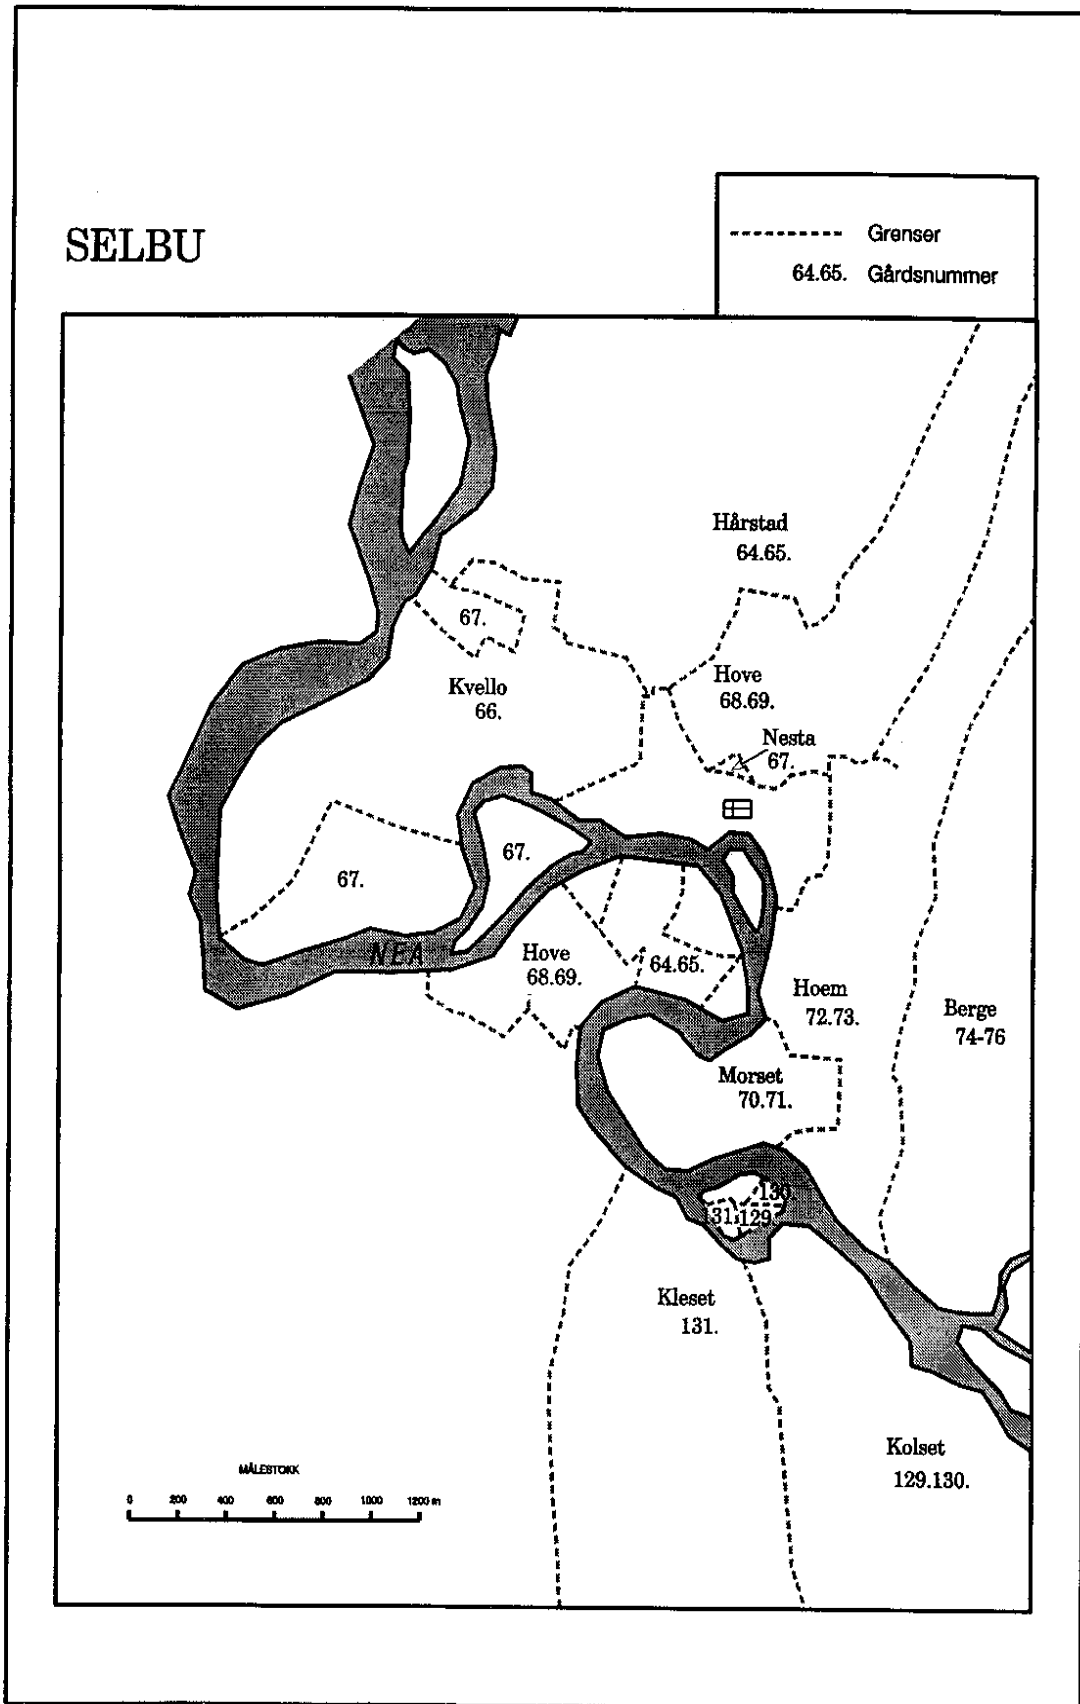 SELBU
Grenser
64.65. Gårdsnummer
Hårstad
64.65.
67.
Kvello
66.
Hove
68.69.
Nesta
67.
67.
67.
NEA
Hove
68.69.
64.65.
Hoem
72.73.
Berge
74-76
Morset
70.71.
130
131.
129.
Kleset
131.
Kolset
129.130.
MÅLESTOKK
0 200 400 600 800 1000 1200 m